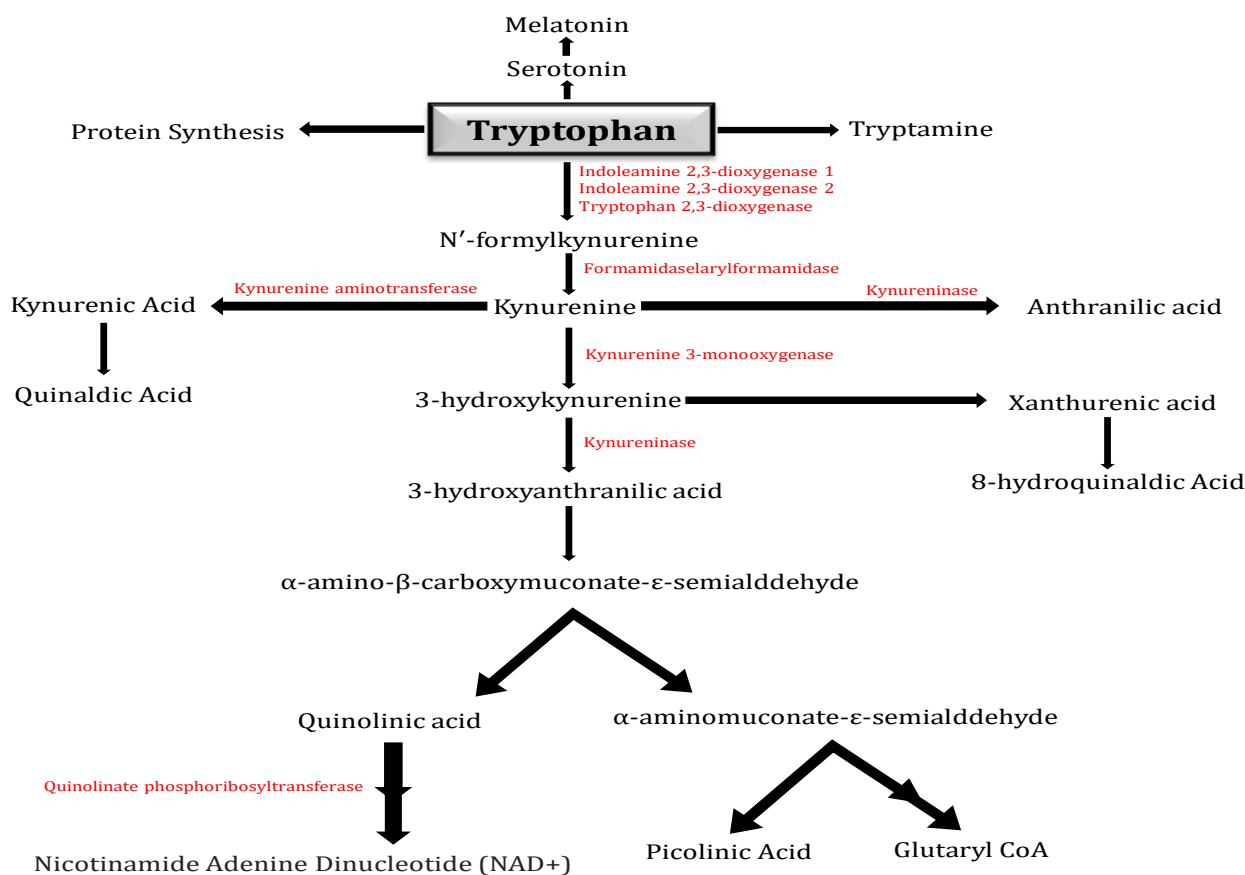 Melatonin
Serotonin
Protein Synthesis
Tryptophan
Tryptamine
Indoleamine 2,3-dioxygenase 1
Indoleamine 2,3-dioxygenase 2
Tryptophan 2,3-dioxygenase
N′-formylkynurenine
Formamidaselarylformamidase
Kynurenic Acid
Kynurenine aminotransferase
Kynurenine
Kynureninase
Anthranilic acid
Kynurenine 3-monooxygenase
Quinaldic Acid
3-hydroxykynurenine
Xanthurenic acid
Kynureninase
3-hydroxyanthranilic acid
8-hydroquinaldic Acid
α-amino-β-carboxymuconate-ε-semialddehyde
Quinolinic acid
α-aminomuconate-ε-semialddehyde
Quinolinate phosphoribosyltransferase
Nicotinamide Adenine Dinucleotide (NAD+)
Picolinic Acid
Glutaryl CoA